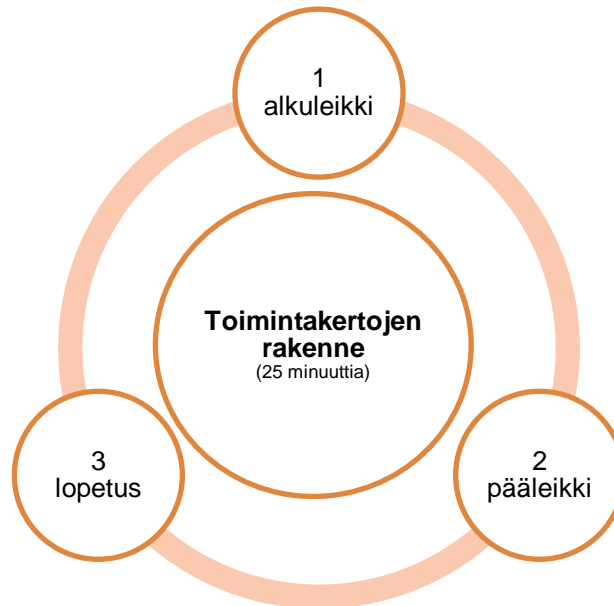 1
alkuleikki
Toimintakertojen
rakenne
(25 minuuttia)
3
lopetus
2
pääleikki